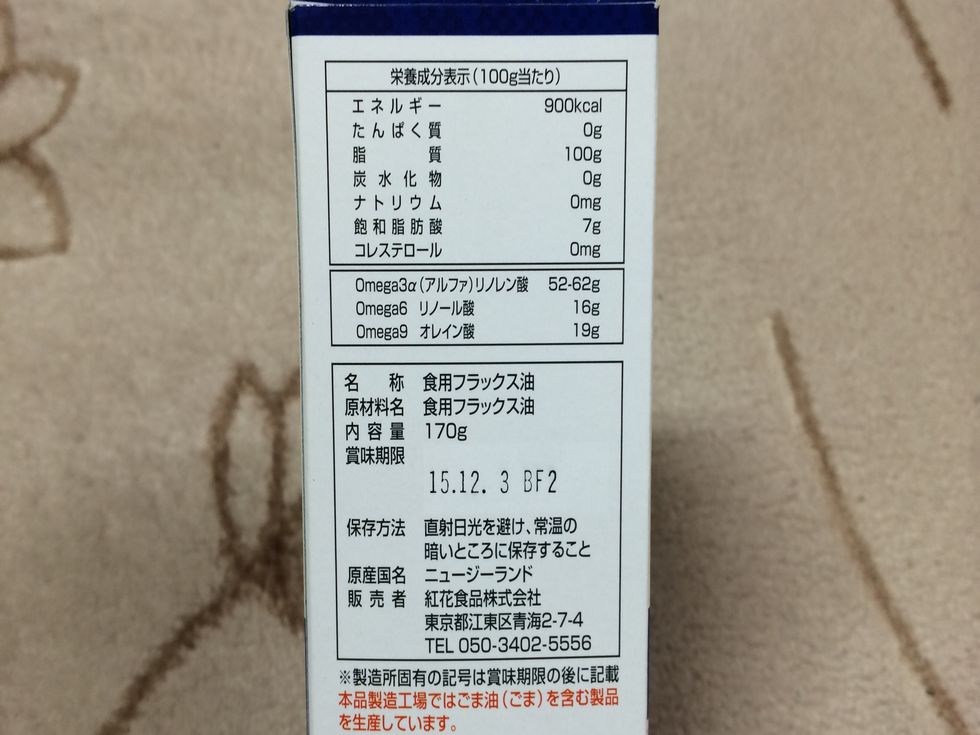 栄養成分表示(100g当たり)
エネルギー 900kcal
たんぱく質 0g
脂質 100g
炭水化物 0g
ナトリウム 0mg
飽和脂肪酸 7g
コレステロール 0mg
Omega3α(アルファ)リノレン酸 52-62g
Omega6 リノール酸 16g
Omega9 オレイン酸 19g
名称 食用フラックス油
原材料名 食用フラックス油
内容量 170g
賞味期限
15.12. 3 BF2
保存方法 直射日光を避け、常温の
暗いところに保存すること
原産国名 ニュージーランド
販売者 紅花食品株式会社
東京都江東区青海2-7-4
TEL 050-3402-5556
※製造所固有の記号は賞味期限の後に記載
本品製造工場ではごま油(ごま)を含む製品
を生産しています。